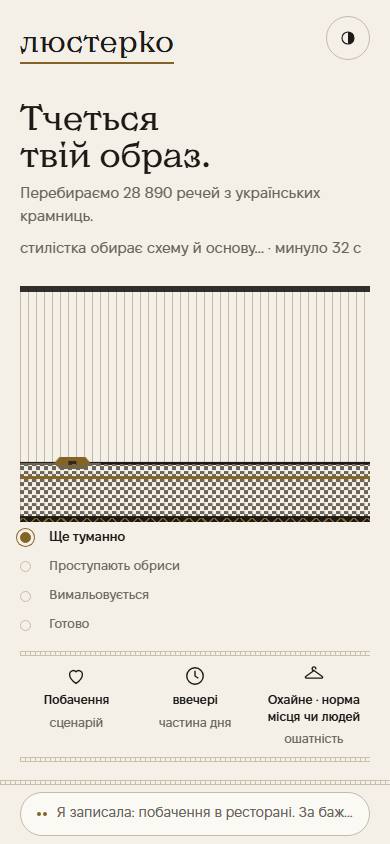 люстерко
Тчеться
твій образ.
Перебираємо 28 890 речей з українських
крамниць.
стилістка обирає схему й основу... · минуло 32 с
Ще туманно
Проступають обриси
Вимальовується
Готово
Побачення
сценарій
ввечері
частина дня
Охайне · норма
місця чи людей
ошатність
Я записала: побачення в ресторані. За баж...